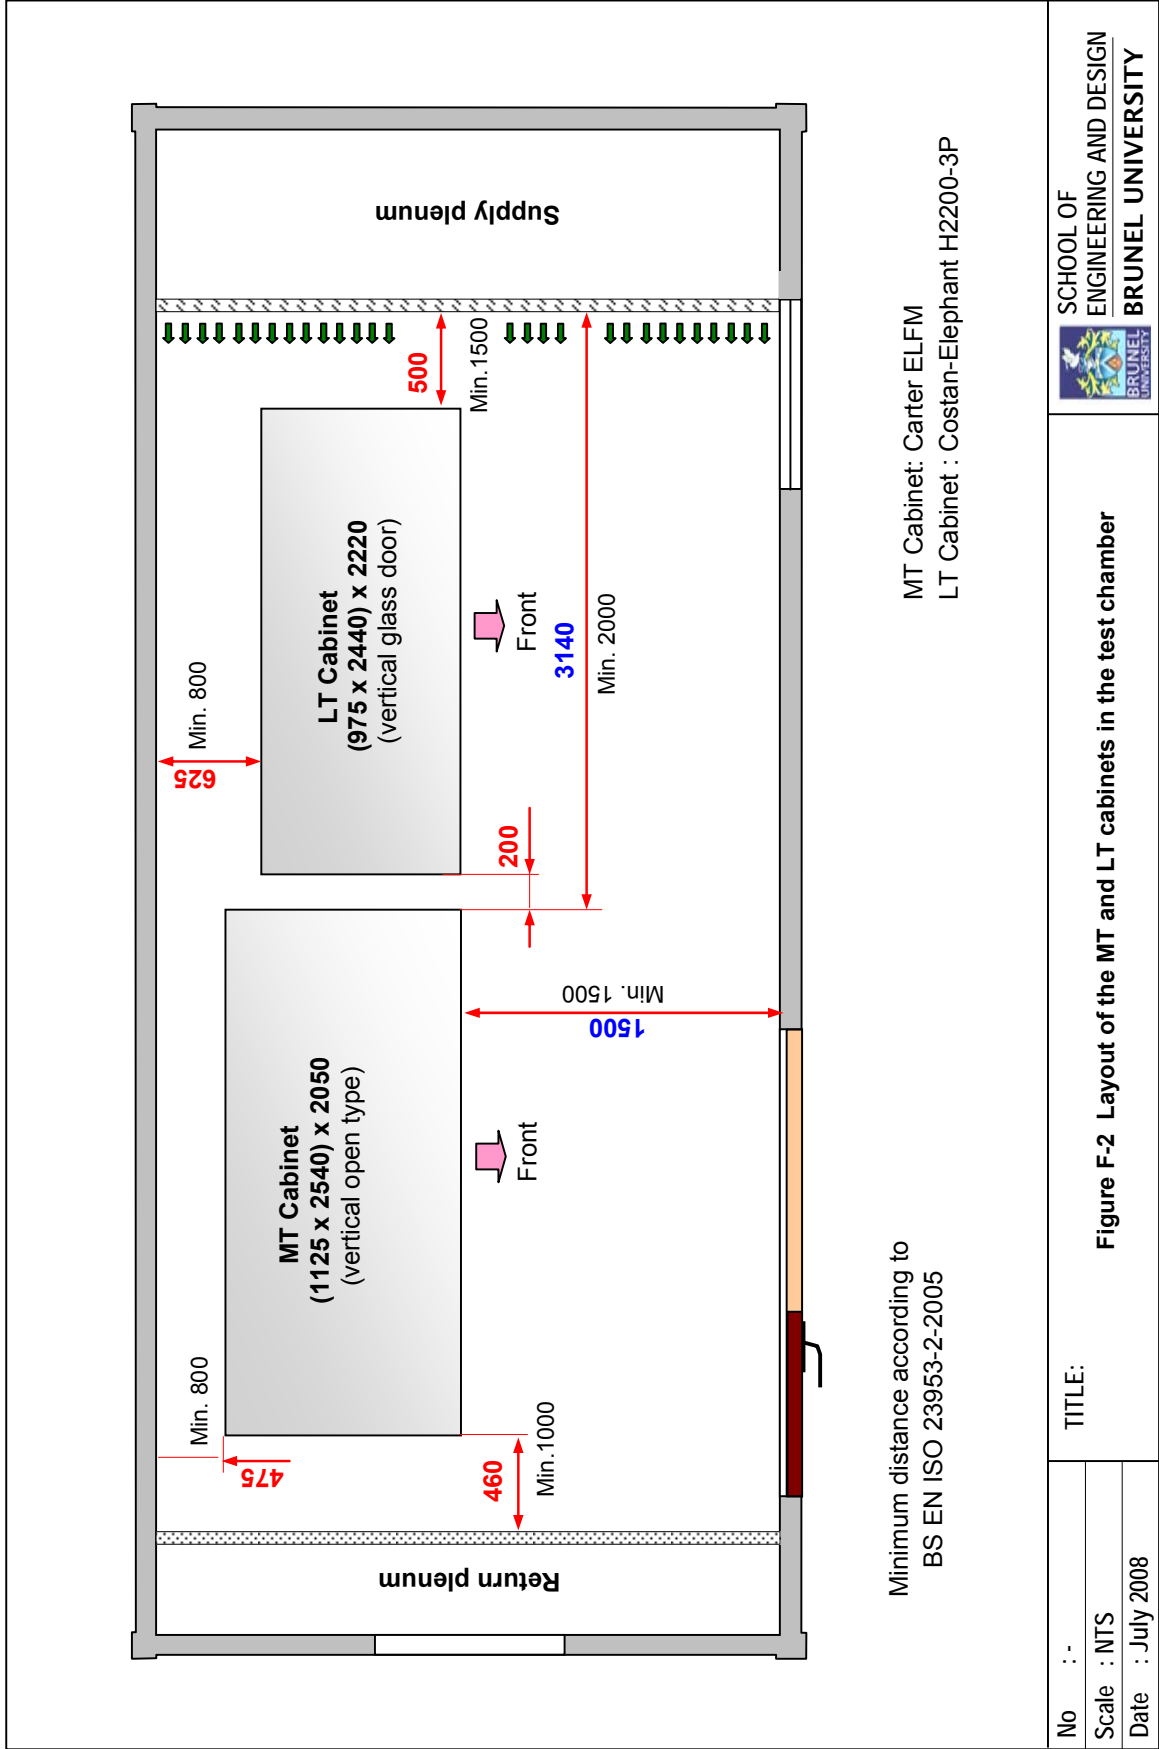 Supply plenum
Return plenum
MT Cabinet
(1125 x 2540) x 2050
(vertical open type)
LT Cabinet
(975 x 2440) x 2220
(vertical glass door)
Min. 800
475
Min. 800
625
460
Min.1000
Front
Front
200
500
Min.1500
3140
Min. 2000
1500
Min. 1500
Minimum distance according to
BS EN ISO 23953-2-2005
MT Cabinet: Carter ELFM
LT Cabinet : Costan-Elephant H2200-3P
No : -
Scale : NTS
Date : July 2008
TITLE:
Figure F-2 Layout of the MT and LT cabinets in the test chamber
BRUNEL
UNIVERSITY
SCHOOL OF
ENGINEERING AND DESIGN
BRUNEL UNIVERSITY